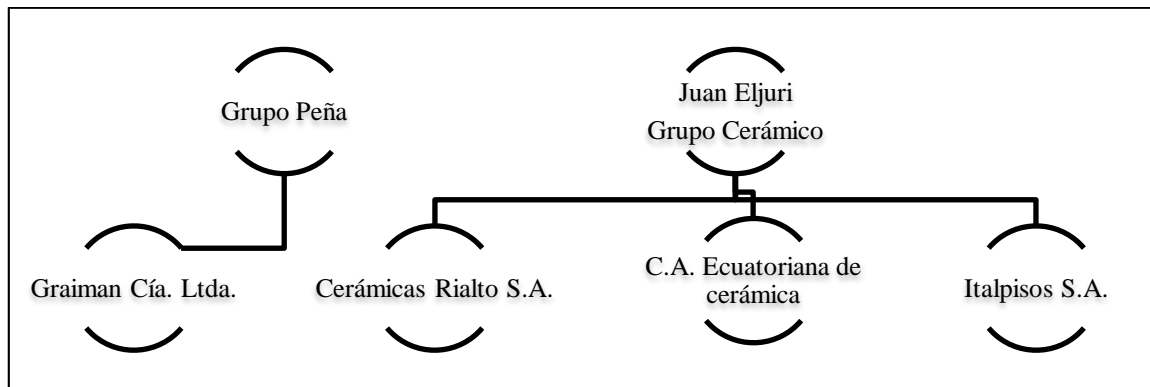 Grupo Peña
Juan Eljuri
Grupo Cerámico
Graiman Cía. Ltda.
Cerámicas Rialto S.A.
C.A. Ecuatoriana de
cerámica
Italpisos S.A.